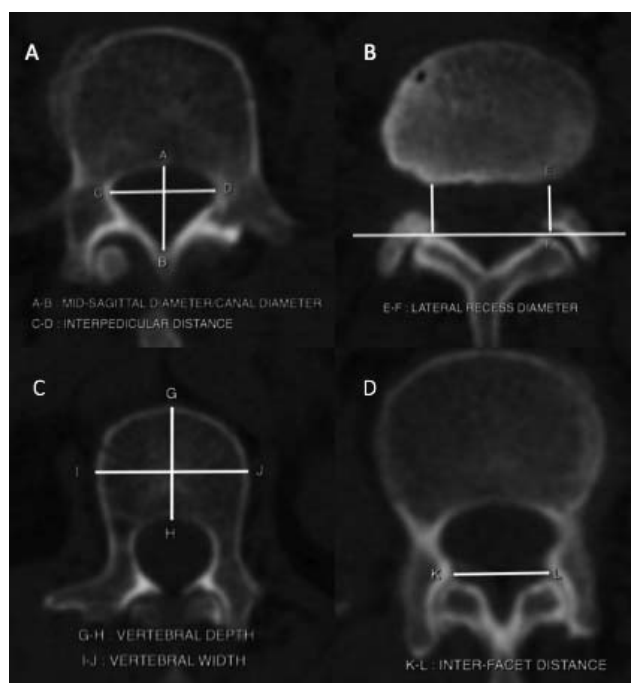 A
B
A
C
D
B
A-B : MID-SAGITTAL DIAMETER/CANAL DIAMETER
C-D : INTERPEDICULAR DISTANCE
E
F
E-F : LATERAL RECESS DIAMETER
C
D
G
I
J
H
G-H : VERTEBRAL DEPTH
I-J : VERTEBRAL WIDTH
K
L
K-L : INTER-FACET DISTANCE